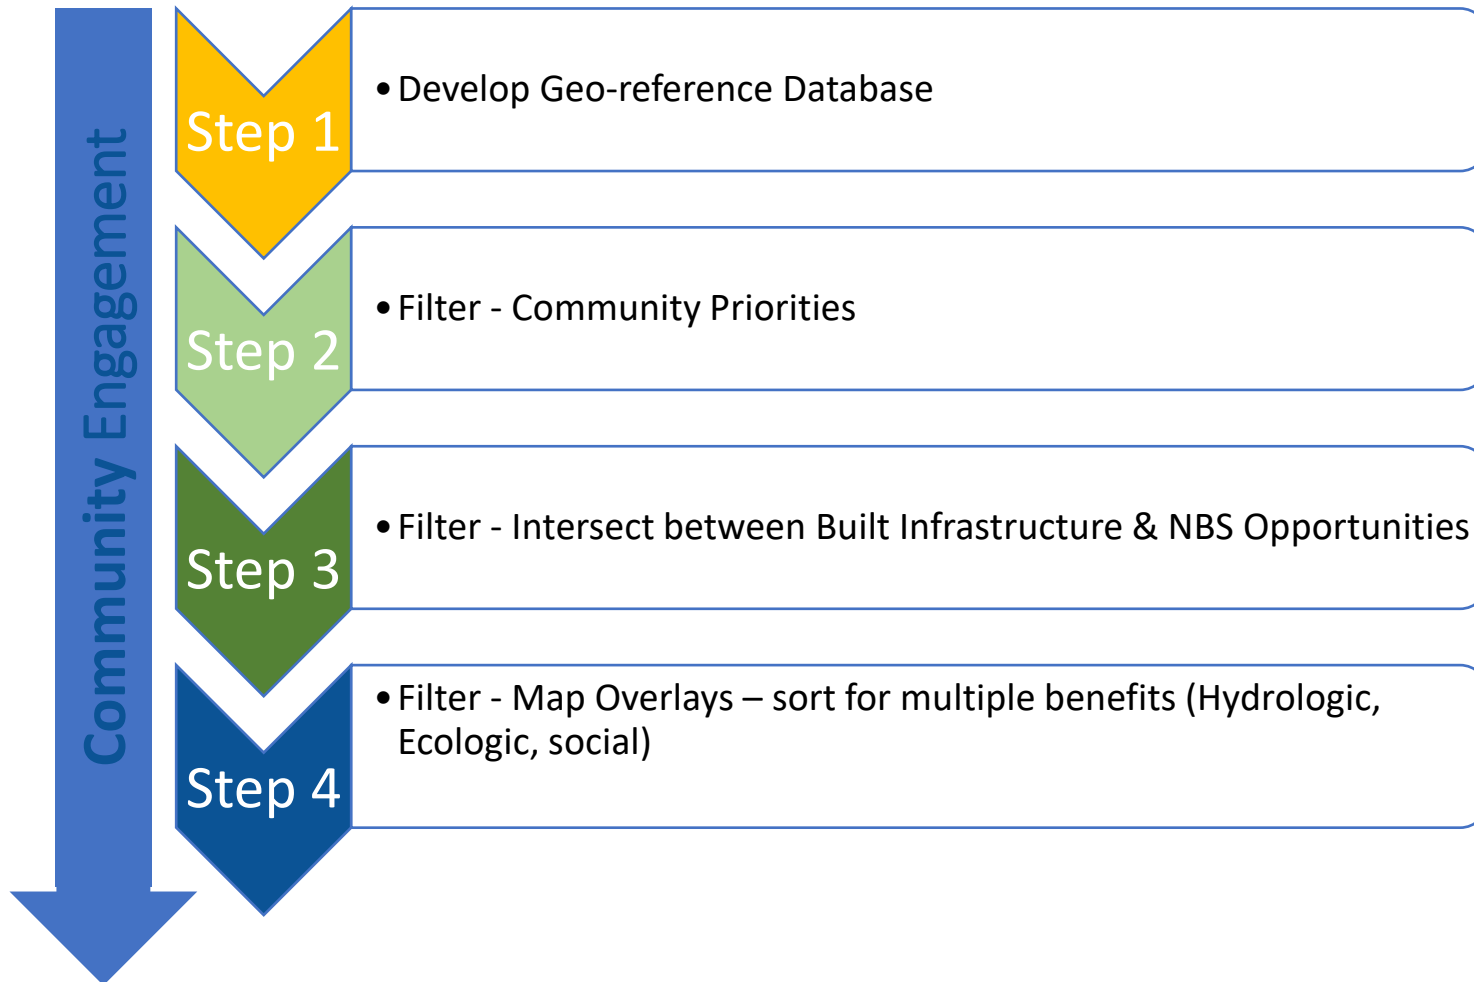 Community Engagement
Step 1
• Develop Geo-reference Database
Step 2
• Filter - Community Priorities
Step 3
• Filter - Intersect between Built Infrastructure & NBS Opportunities
Step 4
• Filter - Map Overlays – sort for multiple benefits (Hydrologic,
Ecologic, social)